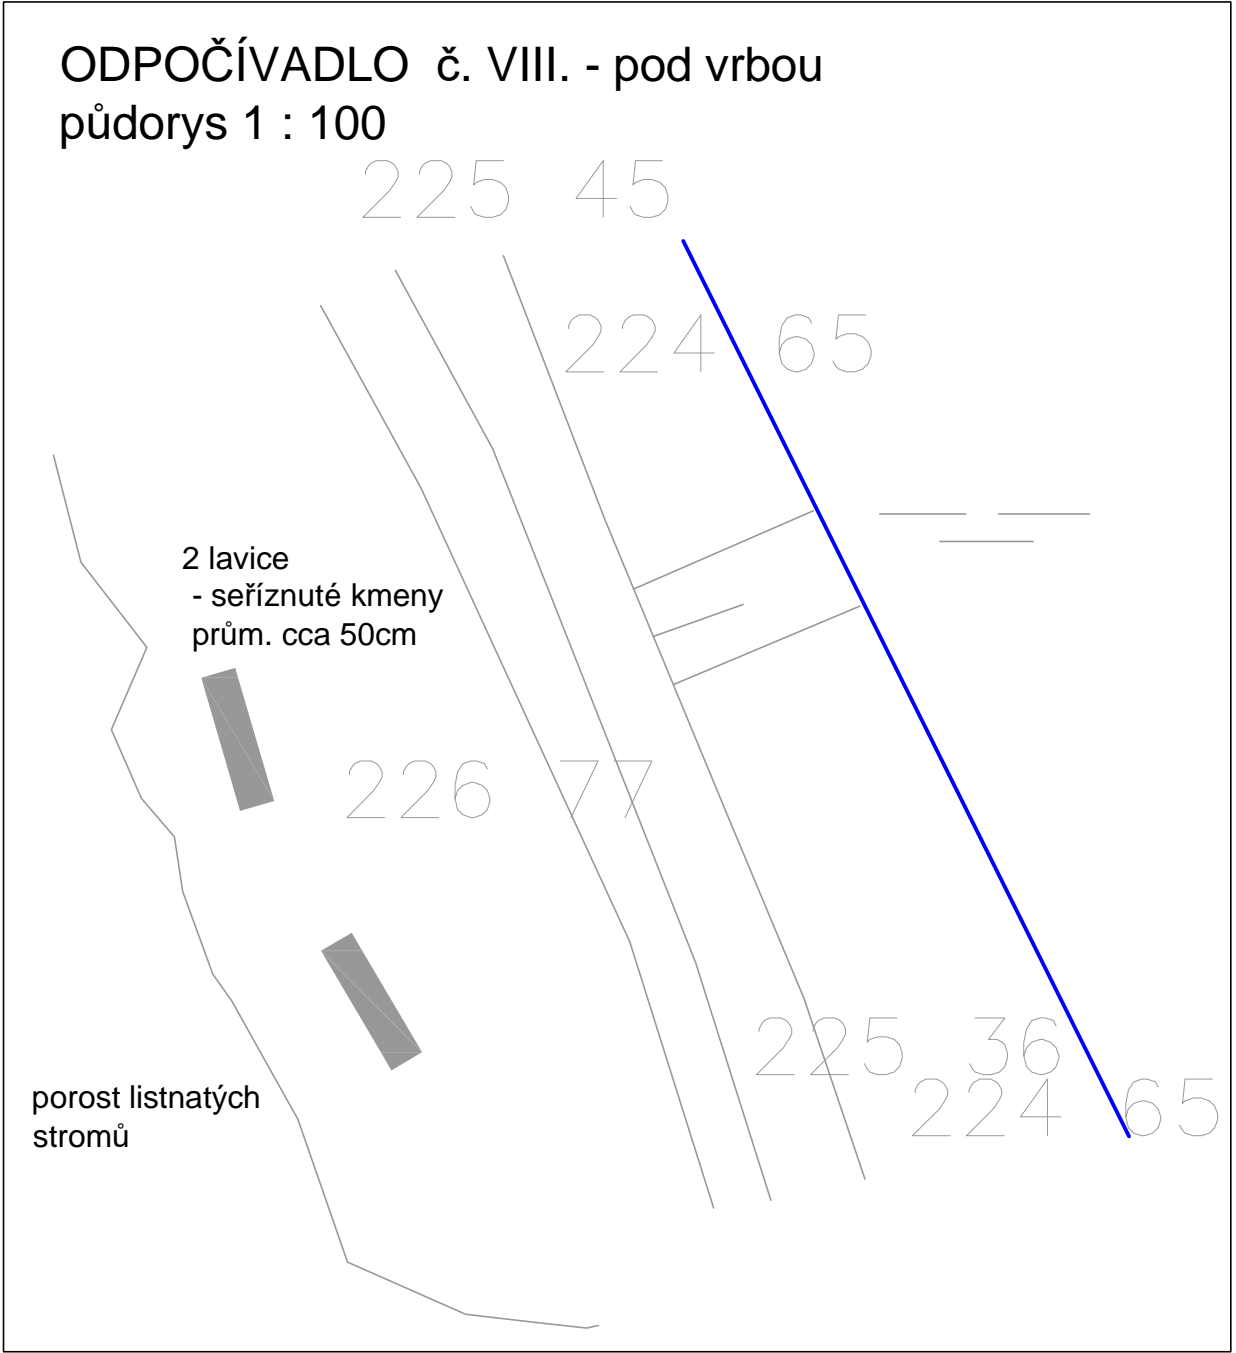 ODPOČÍVADLO č. VIII. - pod vrbou
půdorys 1 : 100
225 45
224 65
2 lavice
- seříznuté kmeny
prům. cca 50cm
226 77
225 36
224 65
porost listnatých
stromů